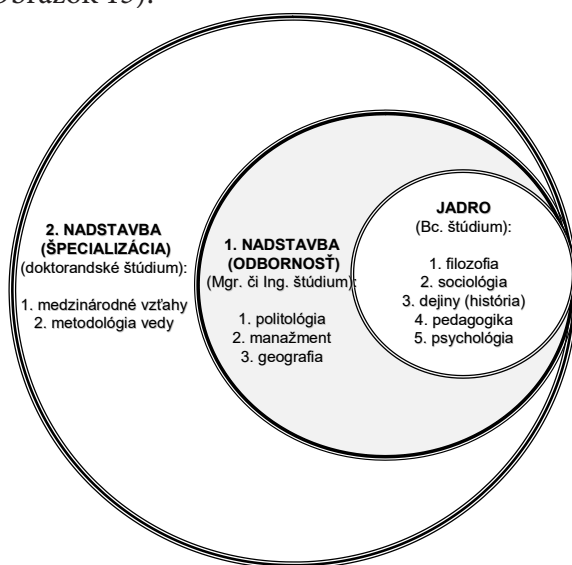 Obrázok 15).
2. NADSTAVBA
(ŠPECIALIZÁCIA)
(doktorandské štúdium):
1. medzinárodné vzťahy
2. metodológia vedy
1. NADSTAVBA
(ODBORNOSŤ)
(Mgr. či Ing. štúdium):
1. politológia
2. manažment
3. geografia
JADRO
(Bc. štúdium):
1. filozofia
2. sociológia
3. dejiny (história)
4. pedagogika
5. psychológia